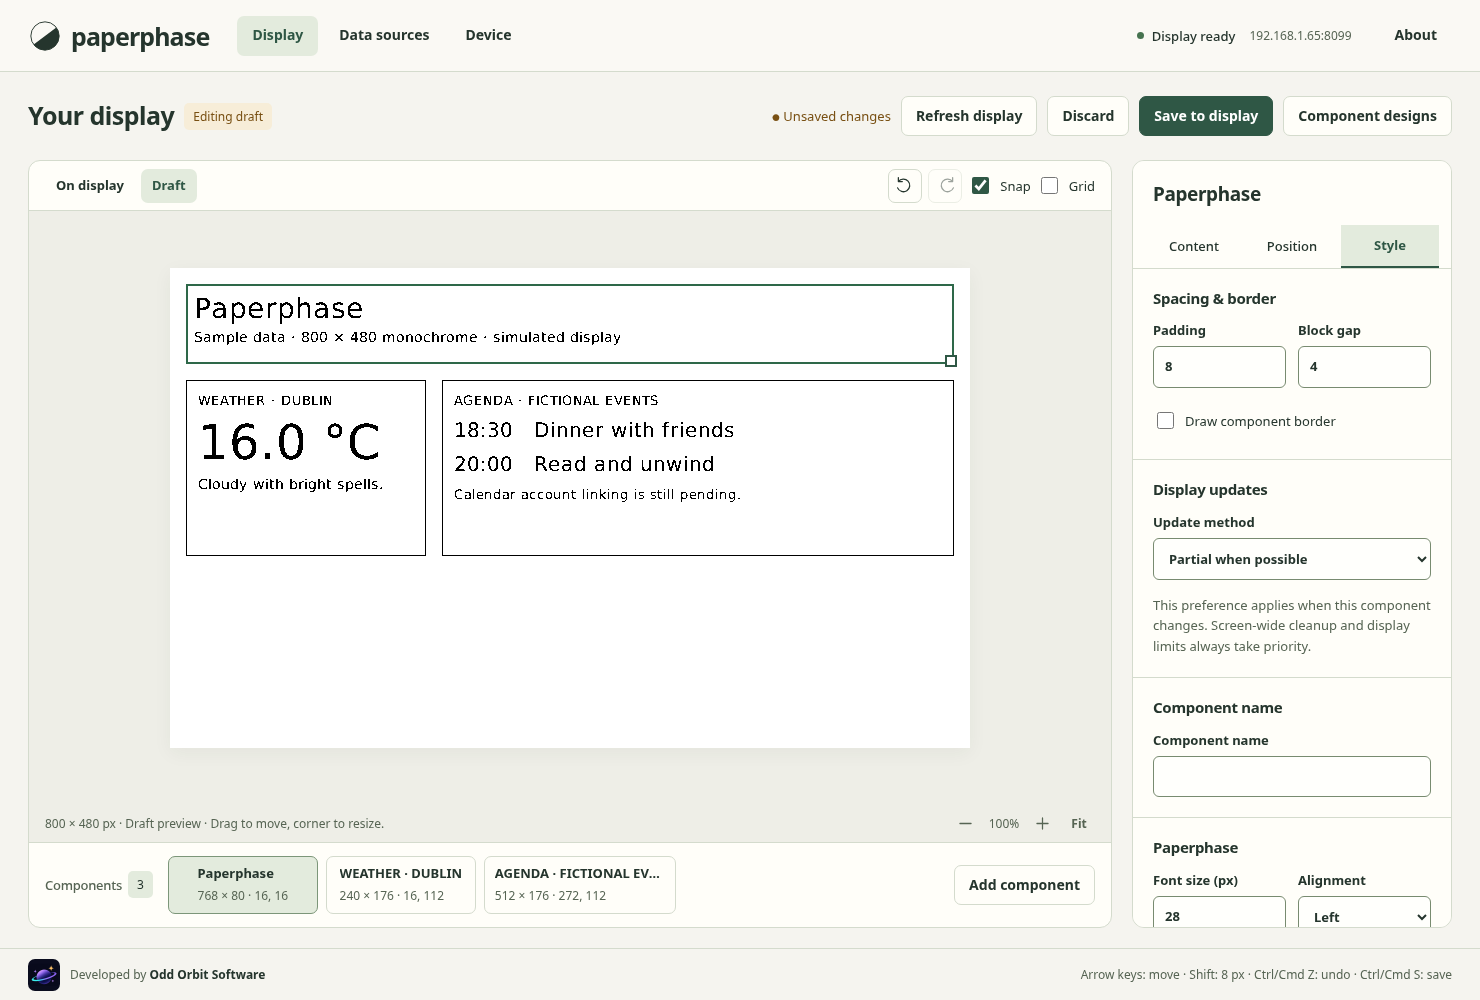 paperphase
Display
Data sources
Device
Display ready
192.168.1.65:8099
About
Your display
Editing draft
Unsaved changes
Refresh display
Discard
Save to display
Component designs
On display
Draft
Snap
Grid
Paperphase
Sample data · 800 × 480 monochrome · simulated display
WEATHER · DUBLIN
16.0 °C
Cloudy with bright spells.
AGENDA · FICTIONAL EVENTS
18:30 Dinner with friends
20:00 Read and unwind
Calendar account linking is still pending.
800 × 480 px · Draft preview · Drag to move, corner to resize.
100%
Fit
Components 3
Paperphase
768 × 80 · 16, 16
WEATHER · DUBLIN
240 × 176 · 16, 112
AGENDA · FICTIONAL EV...
512 × 176 · 272, 112
Add component
Paperphase
Content
Position
Style
Spacing & border
Padding
Block gap
8
4
Draw component border
Display updates
Update method
Partial when possible
This preference applies when this component
changes. Screen-wide cleanup and display
limits always take priority.
Component name
Component name
Paperphase
Font size (px)
Alignment
28
Left
Developed by Odd Orbit Software
Arrow keys: move · Shift: 8 px · Ctrl/Cmd Z: undo · Ctrl/Cmd S: save